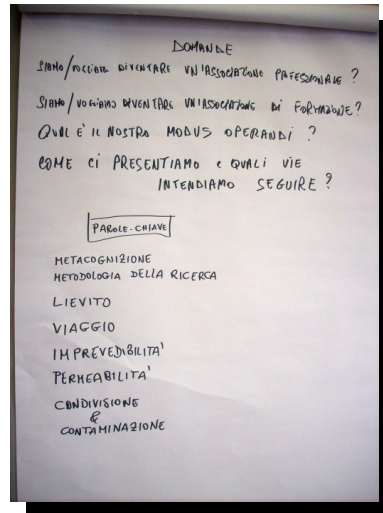 DOMANDE
SIAMO/VOGLIAMO DIVENTARE UN'ASSOCIAZIONE PROFESSIONALE ?
SIAMO/VOGLIAMO DIVENTARE UN'ASSOCIAZIONE DI FORMAZIONE?
QUAL E' IL NOSTRO MODUS OPERANDI ?
COME CI PRESENTIAMO e QUALI VIE
INTENDIAMO SEGUIRE ?
PAROLE-CHIAVE
METACOGNIZIONE
METODOLOGIA DELLA RICERCA
LIEVITO
VIAGGIO
IMPREVEDIBILITA'
PERMEABILITA'
CONDIVISIONE
&
CONTAMINAZIONE